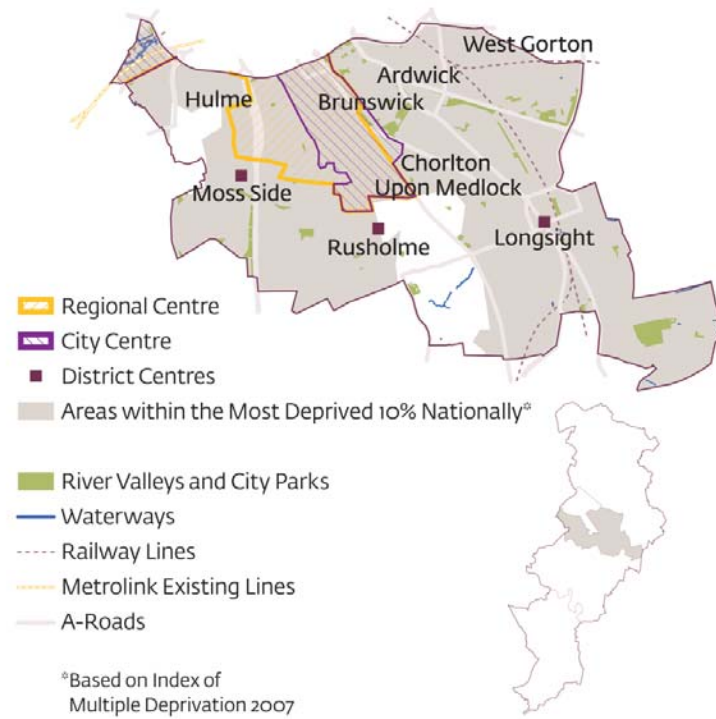 West Gorton
Ardwick
Hulme
Brunswick
Chorlton
Upon Medlock
Moss Side
Rusholme
Longsight
Regional Centre
City Centre
District Centres
Areas within the Most Deprived 10% Nationally*
River Valleys and City Parks
Waterways
Railway Lines
Metrolink Existing Lines
A-Roads
*Based on Index of
Multiple Deprivation 2007